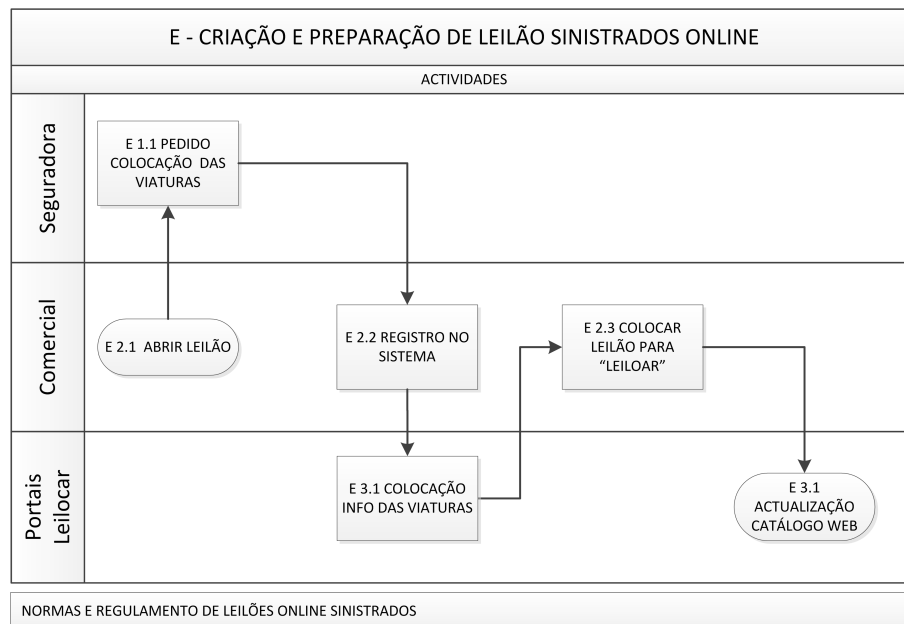 E - CRIAÇÃO E PREPARAÇÃO DE LEILÃO SINISTRADOS ONLINE
ACTIVIDADES
Seguradora
E 1.1 PEDIDO
COLOCAÇÃO DAS
VIATURAS
Comercial
E 2.1 ABRIR LEILÃO
E 2.2 REGISTRO NO
SISTEMA
E 2.3 COLOCAR
LEILÃO PARA
“LEILOAR”
Portais
Leilocar
E 3.1 COLOCAÇÃO
INFO DAS VIATURAS
E 3.1
ACTUALIZAÇÃO
CATÁLOGO WEB
NORMAS E REGULAMENTO DE LEILÕES ONLINE SINISTRADOS